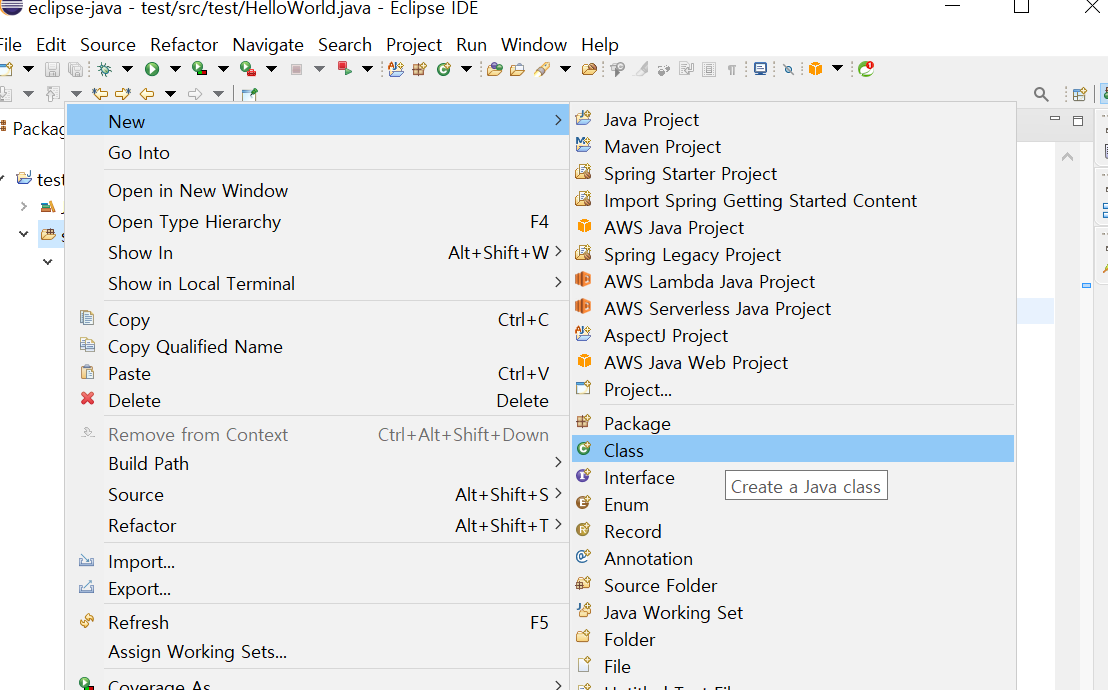 eclipse-java - test/src/test/HelloWorld.java - Eclipse IDE
File Edit Source Refactor Navigate Search Project Run Window Help
Packag
test
New
Go Into
Open in New Window
Open Type Hierarchy F4
Show In Alt+Shift+W
Show in Local Terminal
Copy Ctrl+C
Copy Qualified Name
Paste Ctrl+V
Delete Delete
Remove from Context Ctrl+Alt+Shift+Down
Build Path
Source Alt+Shift+S
Refactor Alt+Shift+T
Import...
Export...
Refresh F5
Assign Working Sets...
Coverage As
Java Project
Maven Project
Spring Starter Project
Import Spring Getting Started Content
AWS Java Project
Spring Legacy Project
AWS Lambda Java Project
AWS Serverless Java Project
AspectJ Project
AWS Java Web Project
Project...
Package
Class
Interface
Create a Java class
Enum
Record
Annotation
Source Folder
Java Working Set
Folder
File
Untitled Text File